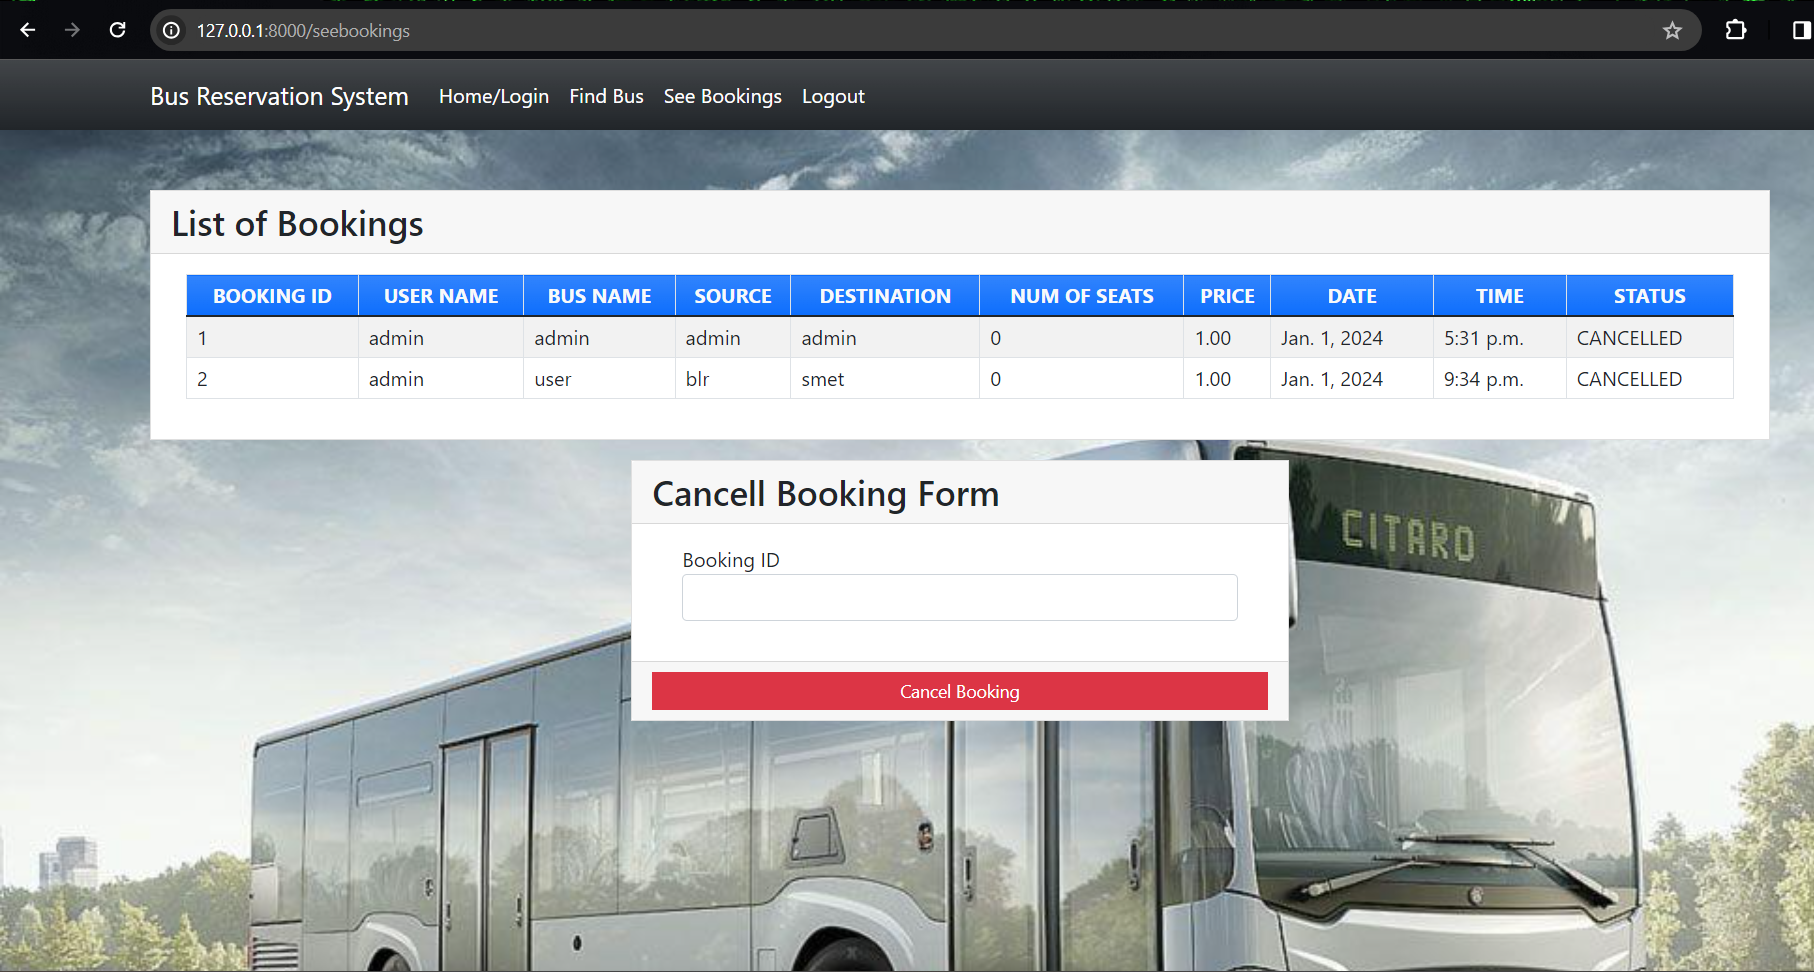 127.0.0.1:8000/seebookings
Bus Reservation System Home/Login Find Bus See Bookings Logout
List of Bookings
BOOKING ID USER NAME BUS NAME SOURCE DESTINATION NUM OF SEATS PRICE DATE TIME STATUS
1 admin admin admin admin 0 1.00 Jan. 1, 2024 5:31 p.m. CANCELLED
2 admin user blr smet 0 1.00 Jan. 1, 2024 9:34 p.m. CANCELLED
Cancell Booking Form
CITARO
Booking ID
Cancel Booking